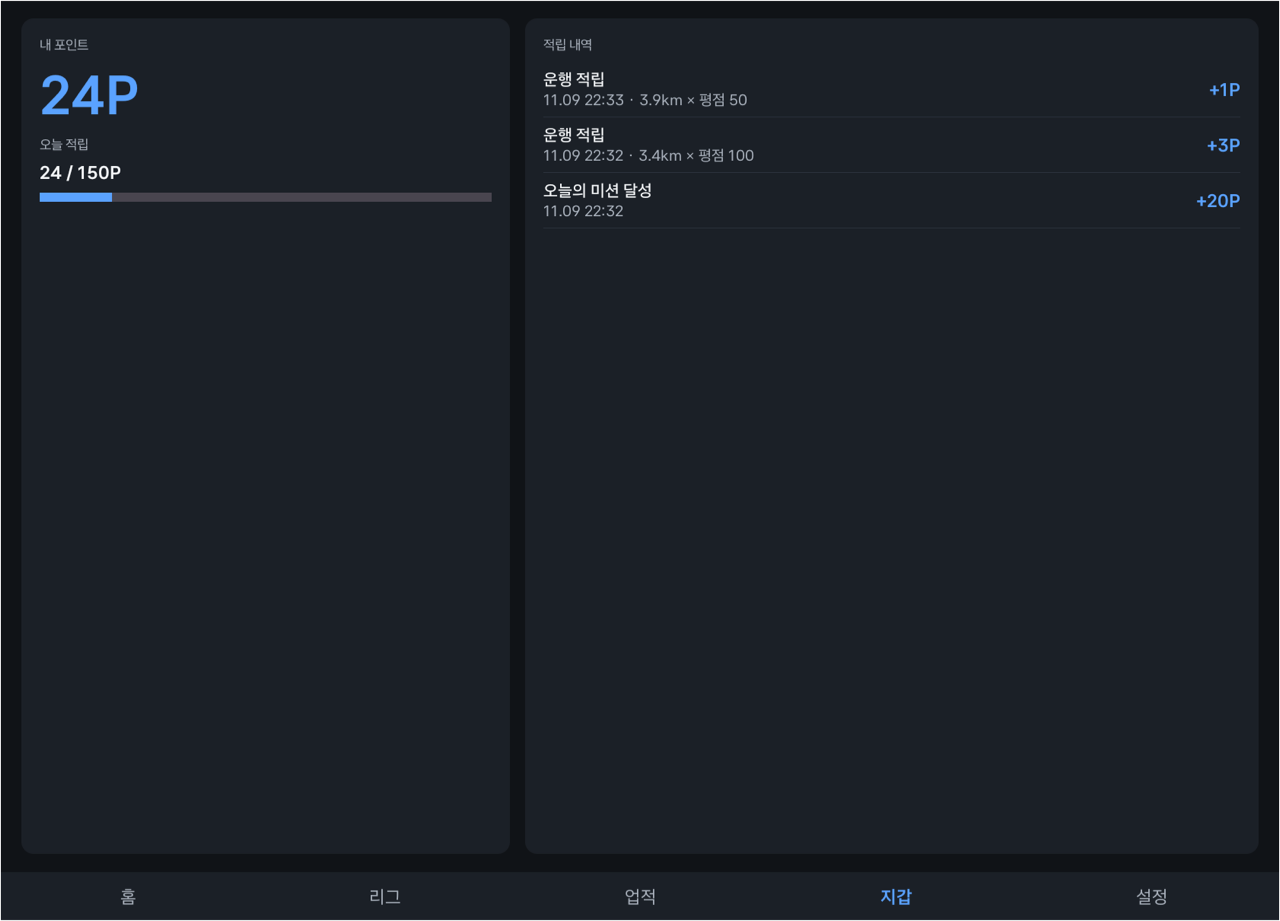 내 포인트
24P
오늘 적립
24 / 150P
적립 내역
운행 적립
11.09 22:33 · 3.9km × 평점 50
+1P
운행 적립
11.09 22:32 · 3.4km × 평점 100
+3P
오늘의 미션 달성
11.09 22:32
+20P
홈 리그 업적 지갑 설정